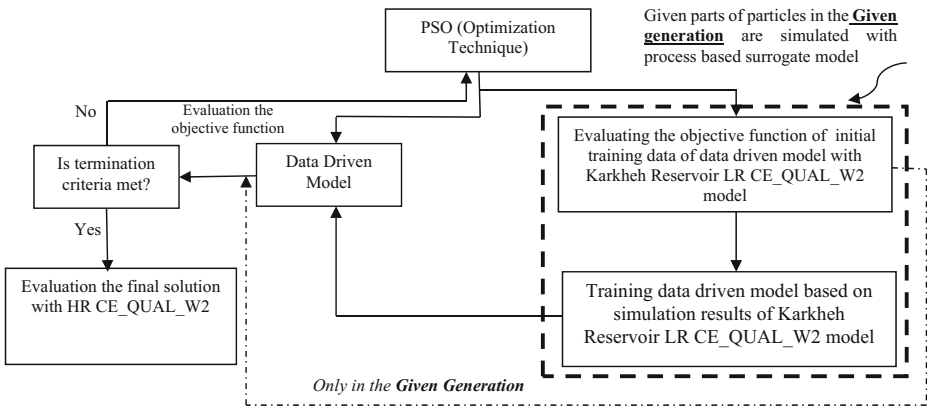 PSO (Optimization
Technique)
Given parts of particles in the Given
generation are simulated with
process based surrogate model
No
Evaluation the
objective function
Is termination
criteria met?
Data Driven
Model
Evaluating the objective function of initial
training data of data driven model with
Karkheh Reservoir LR CE_QUAL_W2
model
Yes
Evaluation the final solution
with HR CE_QUAL_W2
Training data driven model based on
simulation results of Karkheh
Reservoir LR CE_QUAL_W2 model
Only in the Given Generation